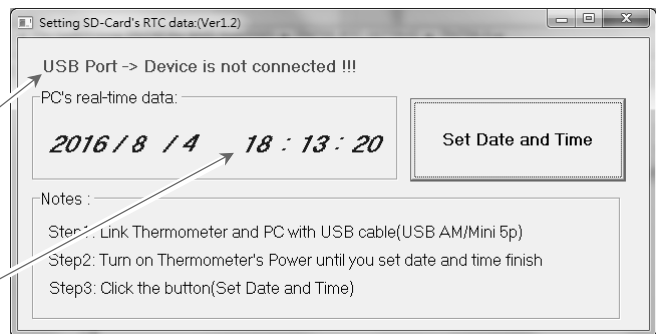 Setting SD-Card's RTC data:(Ver1.2)
USB Port -> Device is not connected !!!
PC's real-time data:
2016 / 8 / 4 18 : 13 : 20
Set Date and Time
Notes :
Step1: Link Thermometer and PC with USB cable(USB AM/Mini 5p)
Step2: Turn on Thermometer's Power until you set date and time finish
Step3: Click the button(Set Date and Time)